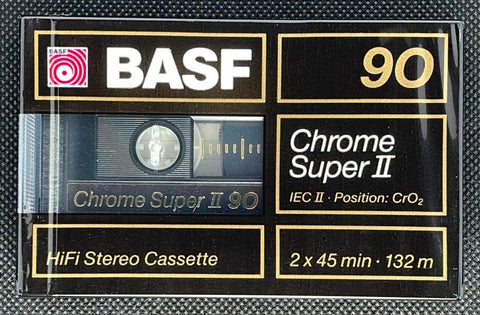 BASF
90
Chrome
Super II
IEC II · Position: CrO₂
Chrome Super II 90
HiFi Stereo Cassette
2 x 45 min · 132 m